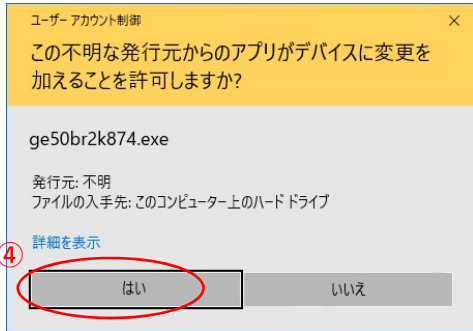 ユーザー アカウント制御
×
この不明な発行元からのアプリがデバイスに変更を
加えることを許可しますか?
ge50br2k874.exe
発行元: 不明
ファイルの入手先: このコンピューター上のハード ドライブ
詳細を表示
④
はい
いいえ